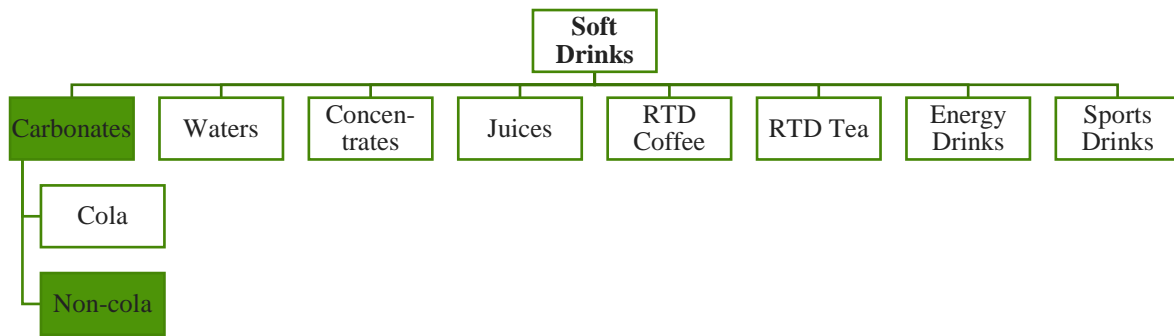 Soft
Drinks
Carbonates
Waters
Concen-
trates
Juices
RTD
Coffee
RTD Tea
Energy
Drinks
Sports
Drinks
Cola
Non-cola